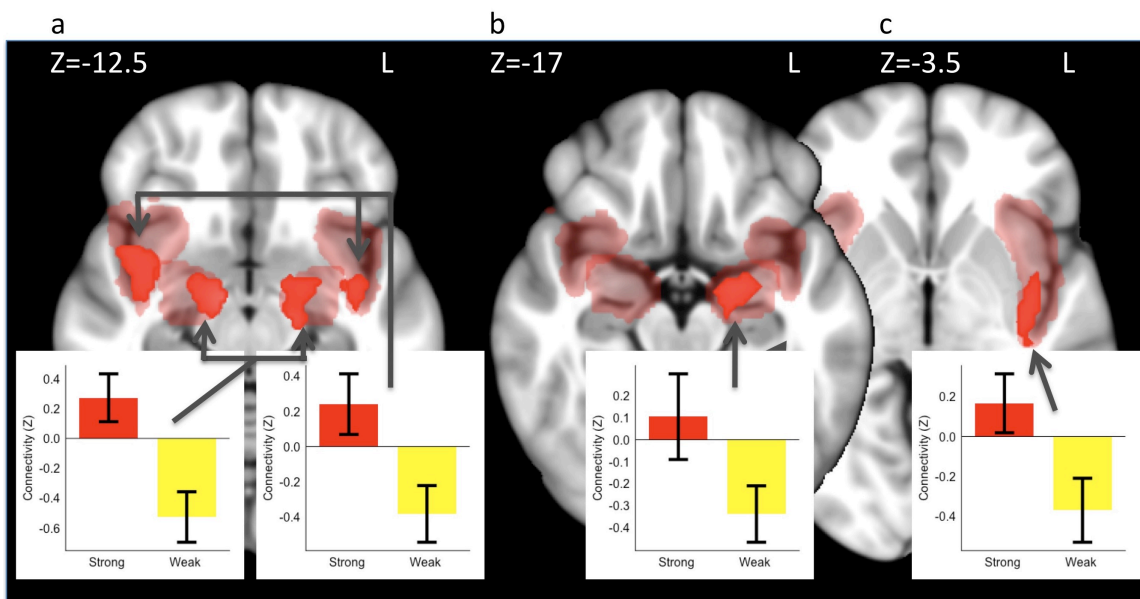 a
b
c
Z=-12.5
L
Z=-17
L
Z=-3.5
L
Connectivity (Z)
0.4
0.2
0.0
-0.2
-0.4
-0.6
Strong
Weak
Connectivity (Z)
0.4
0.2
0.0
-0.2
-0.4
Strong
Weak
Connectivity (Z)
0.4
0.3
0.1
0.0
-0.1
-0.3
-0.4
Strong
Weak
Connectivity (Z)
0.2
0.0
-0.2
-0.4
Strong
Weak